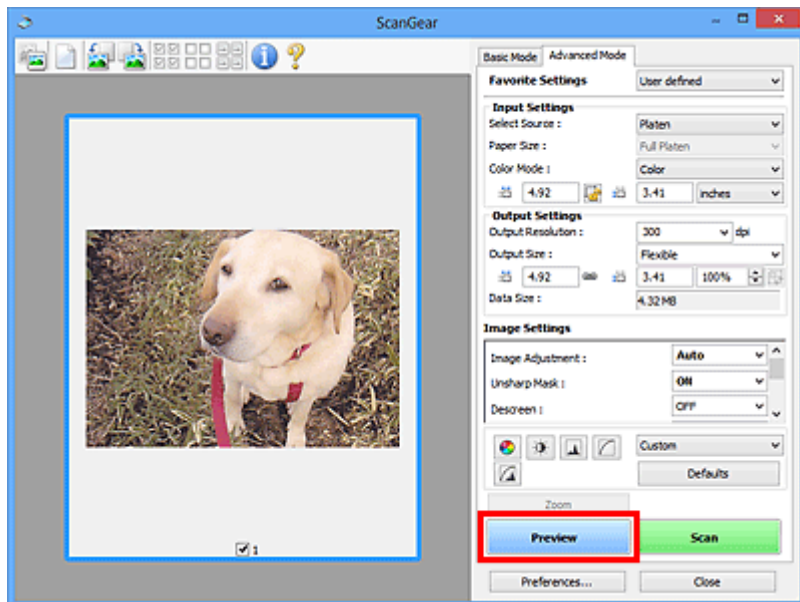 ScanGear
Basic Mode Advanced Mode
Favorite Settings User defined
Input Settings
Select Source : Platen
Paper Size : Full Platen
Color Mode : Color
4.92 3.41 inches
Output Settings
Output Resolution : 300 dpi
Output Size : Flexible
4.92 3.41 100%
Data Size : 4.32 MB
Image Settings
Image Adjustment : Auto
Unsharp Mask : ON
Descreen : OFF
Custom
Defaults
Zoom
Preview Scan
Preferences... Close
1